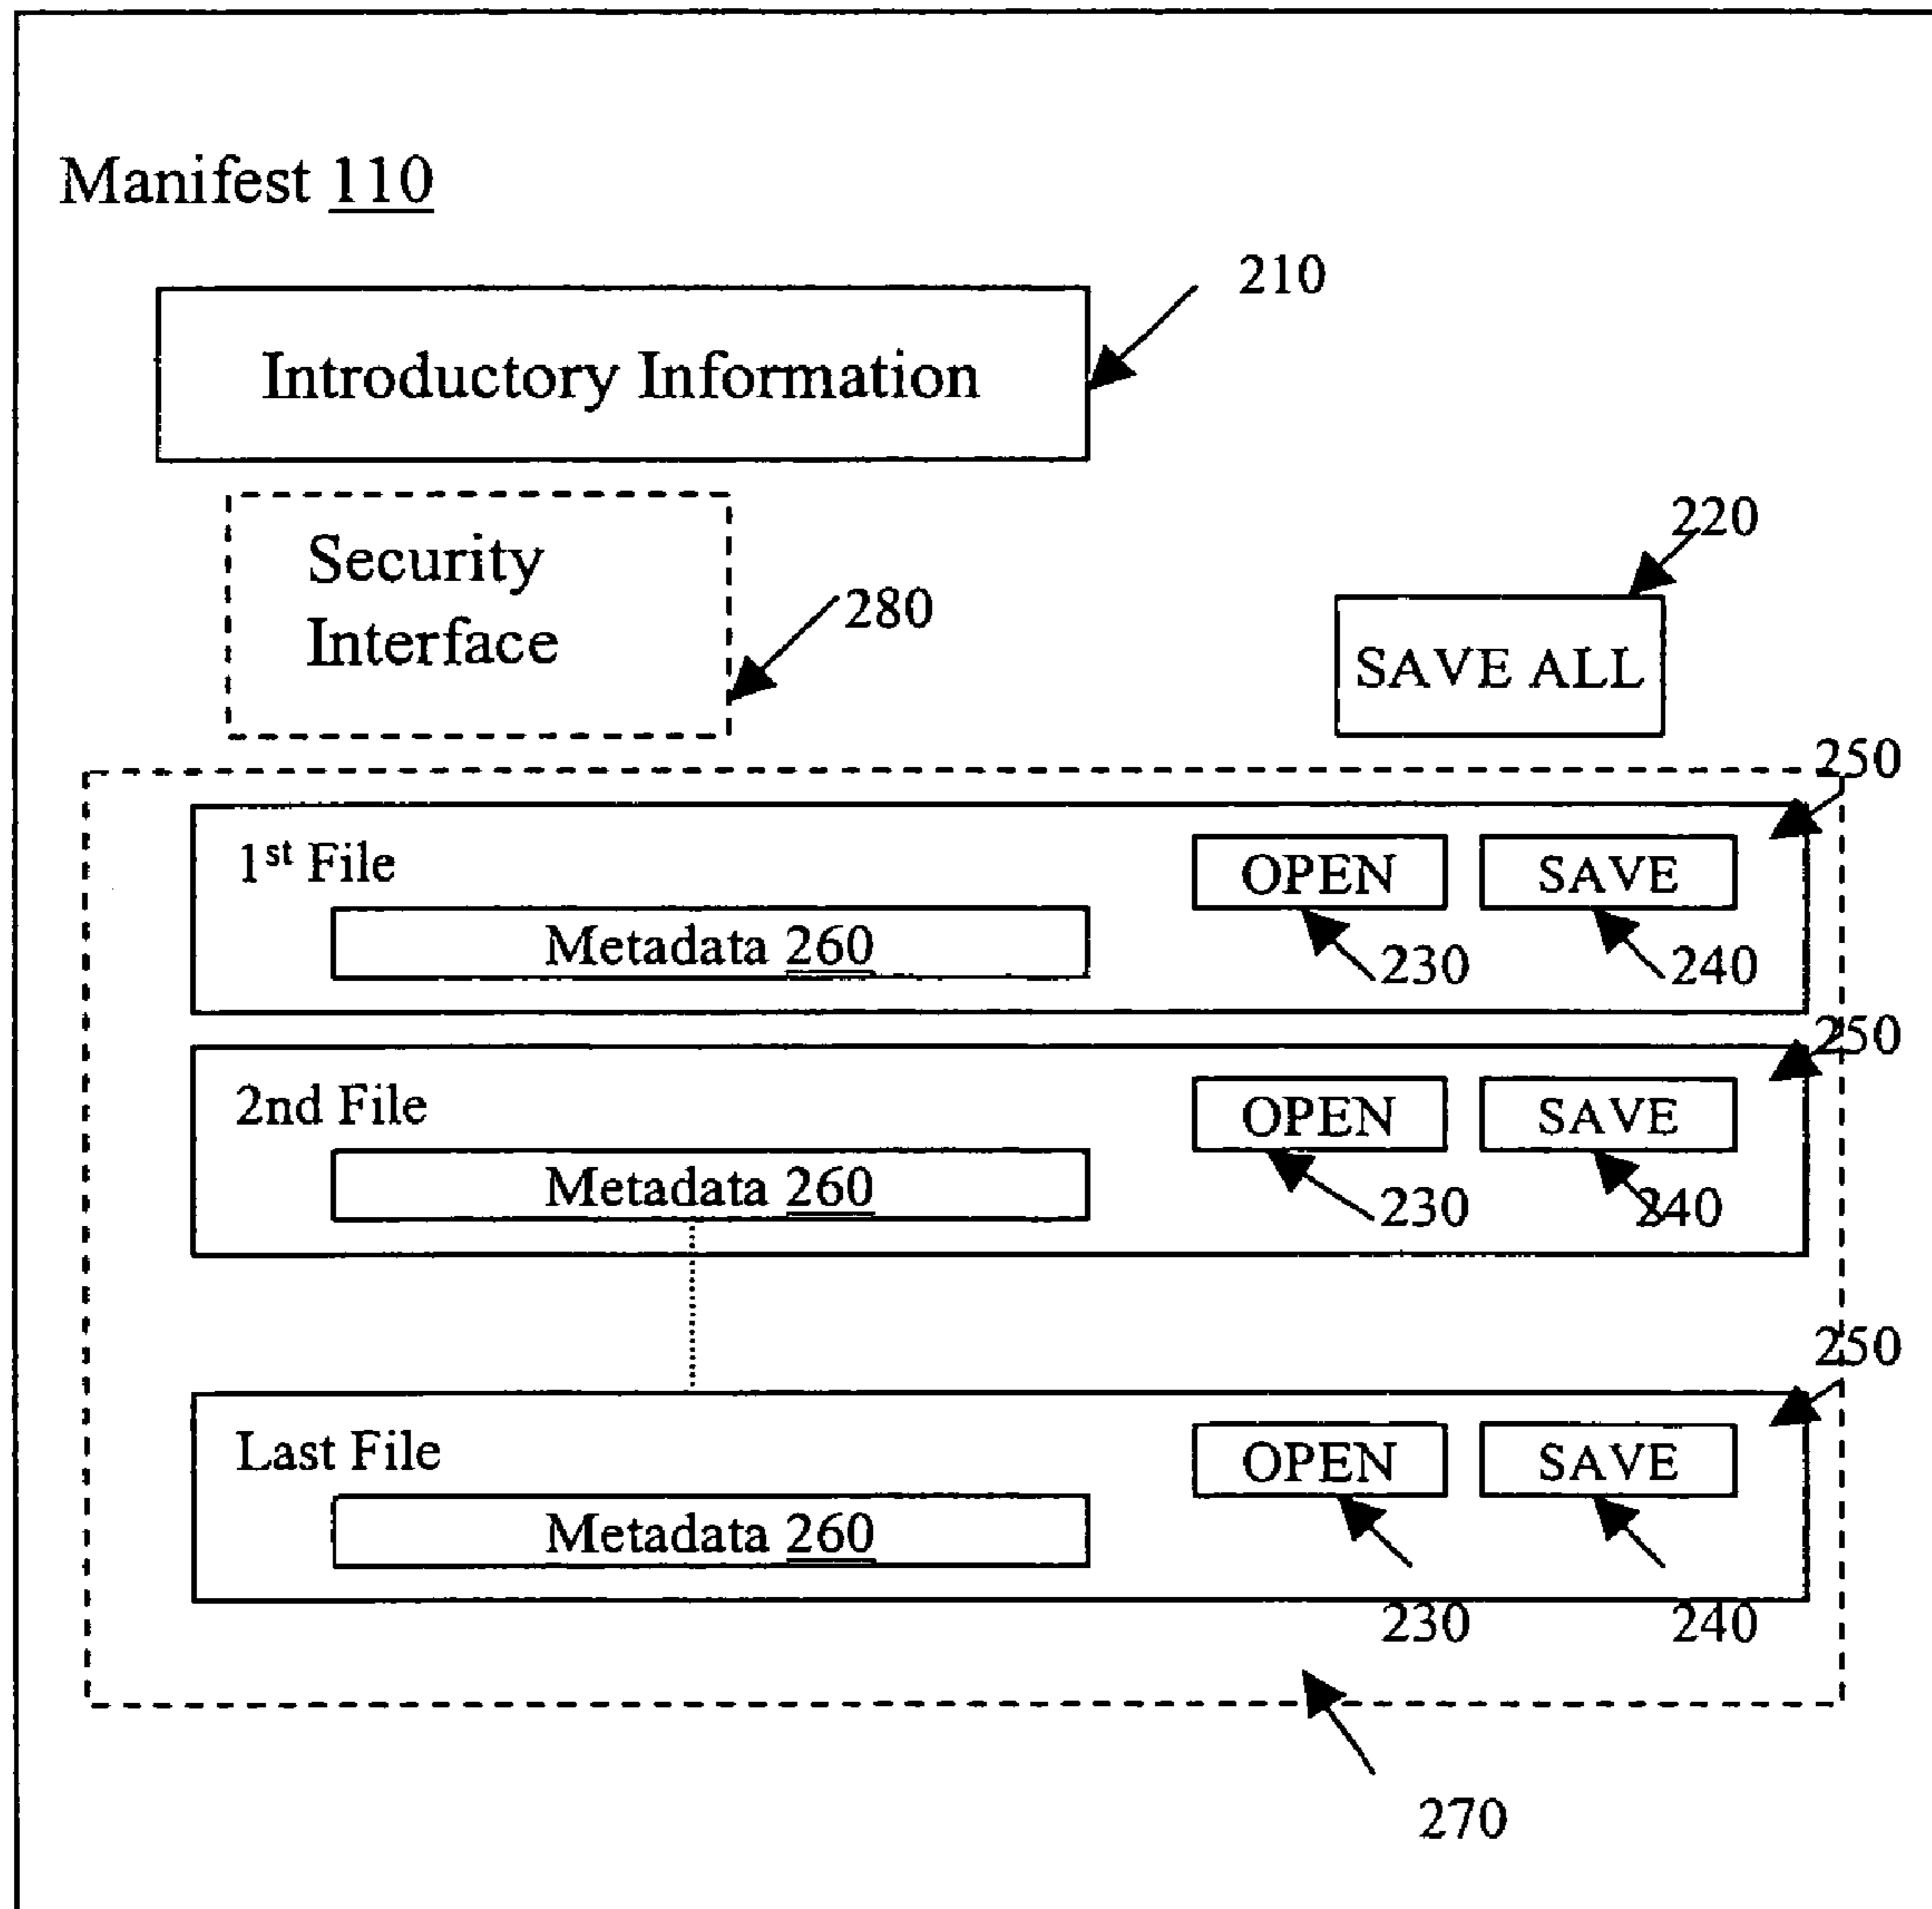 Manifest 110
210
Introductory Information
220
Security
Interface
280
SAVE ALL
250
1st File
OPEN
SAVE
Metadata 260
230
240
250
2nd File
OPEN
SAVE
Metadata 260
230
240
250
Last File
OPEN
SAVE
Metadata 260
230
240
270